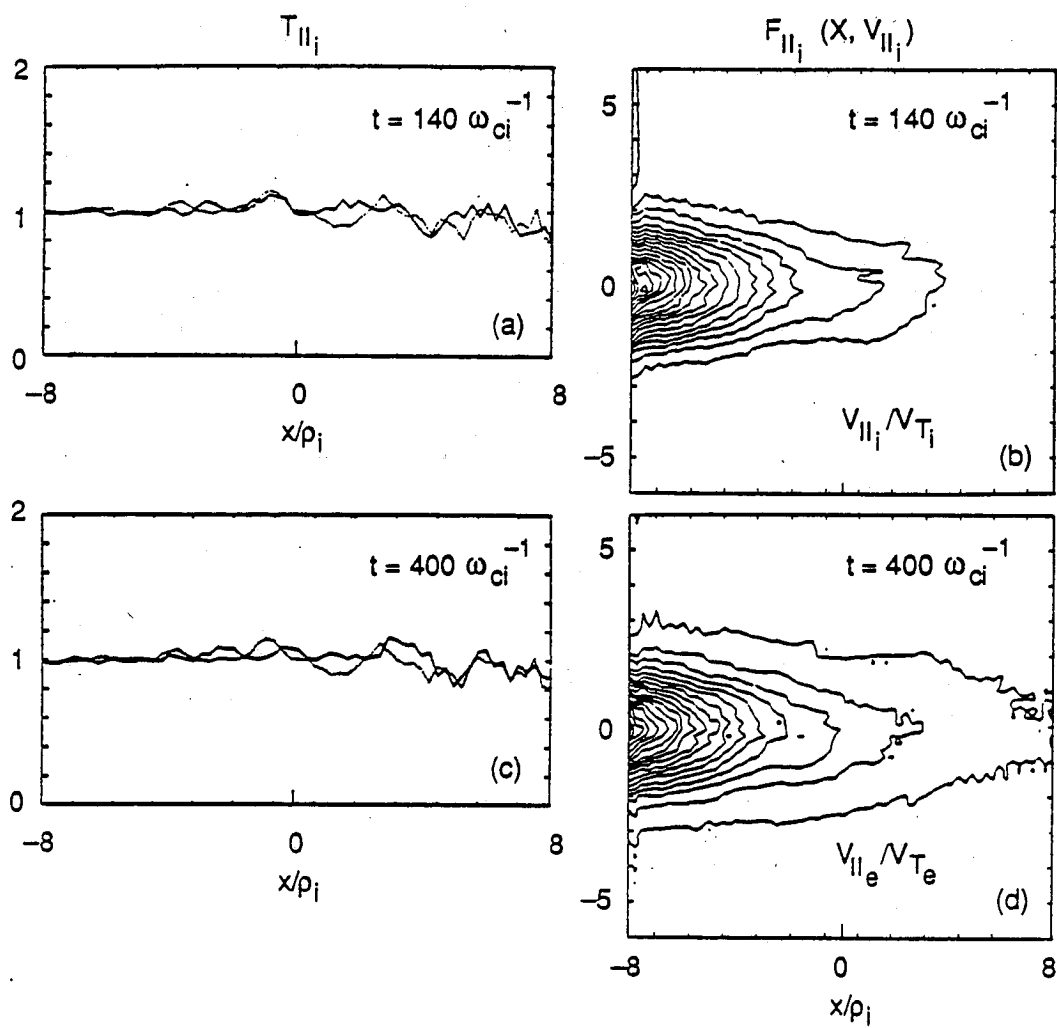 T∥i
F∥i (X, V∥i)
2
t = 140 ωci⁻¹
1
(a)
0
-8
0
8
x/ρi
5
t = 140 ωci⁻¹
0
V∥i/VTi
-5
(b)
2
t = 400 ωci⁻¹
1
(c)
0
-8
0
8
x/ρi
5
t = 400 ωci⁻¹
0
V∥e/VTe
-5
(d)
-8
0
8
x/ρi